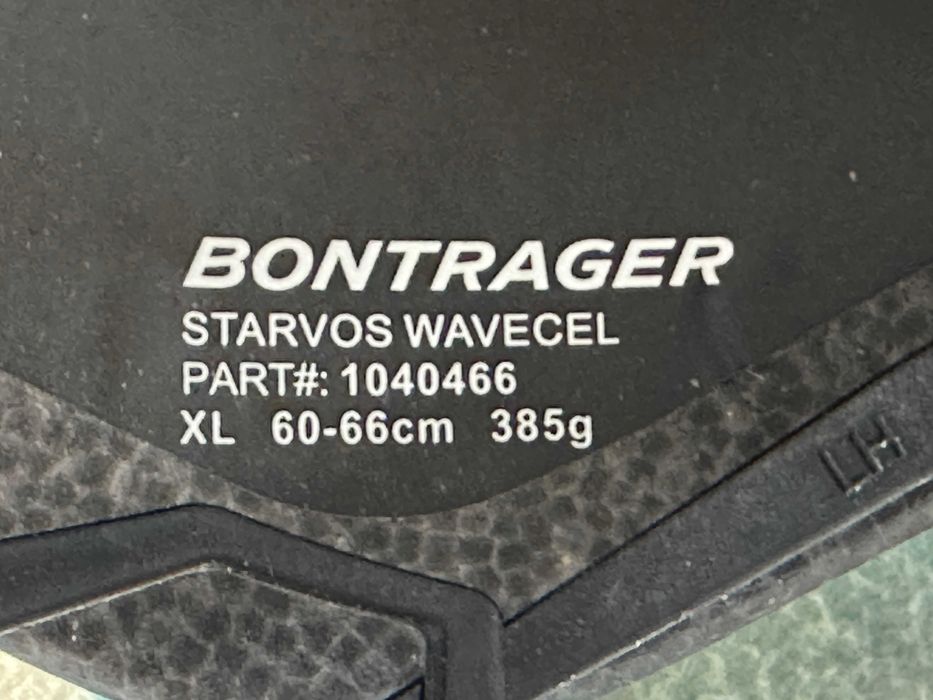 BONTRAGER
STARVOS WAVECEL
PART#: 1040466
XL 60-66cm 385g
LH